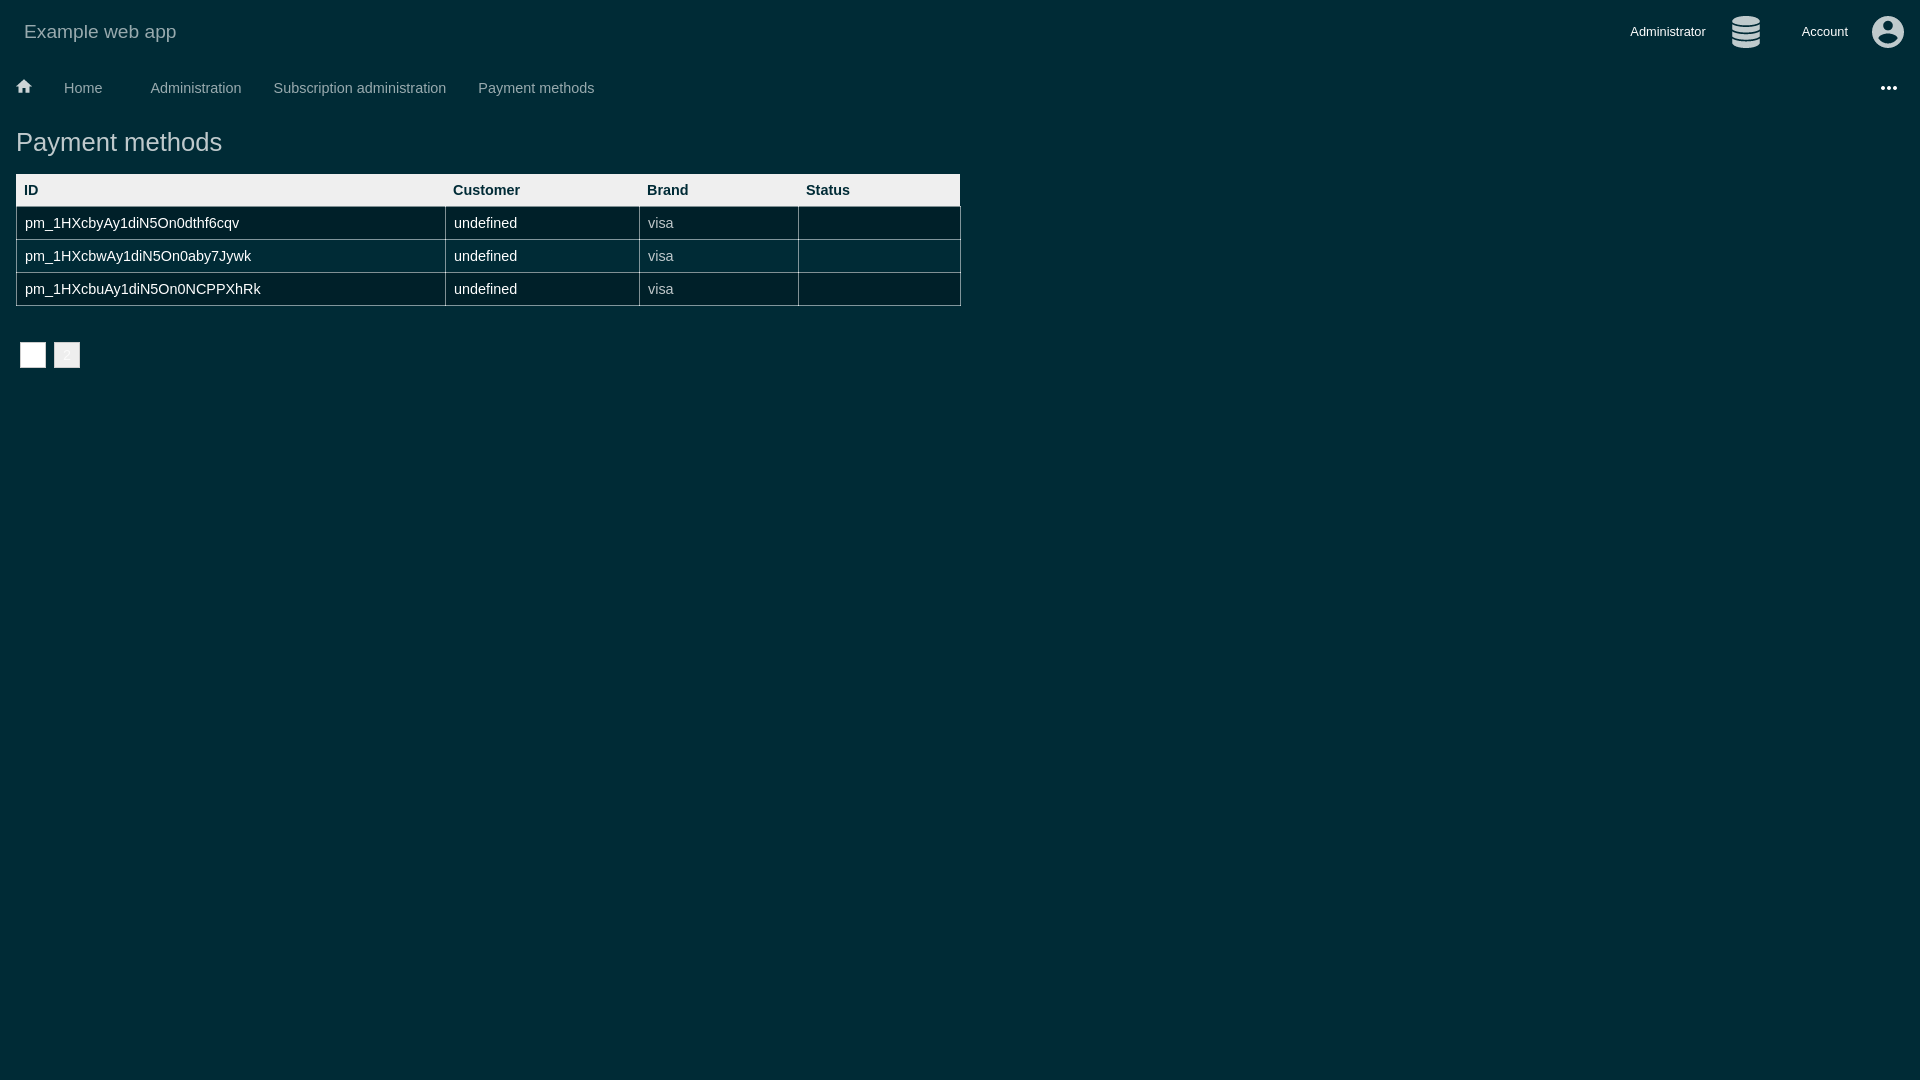 Example web app
Administrator
Account
Home
Administration
Subscription administration
Payment methods
Payment methods
ID Customer Brand Status
pm_1HXcbyAy1diN5On0dthf6cqv undefined visa
pm_1HXcbwAy1diN5On0aby7Jywk undefined visa
pm_1HXcbuAy1diN5On0NCPPXhRk undefined visa
2